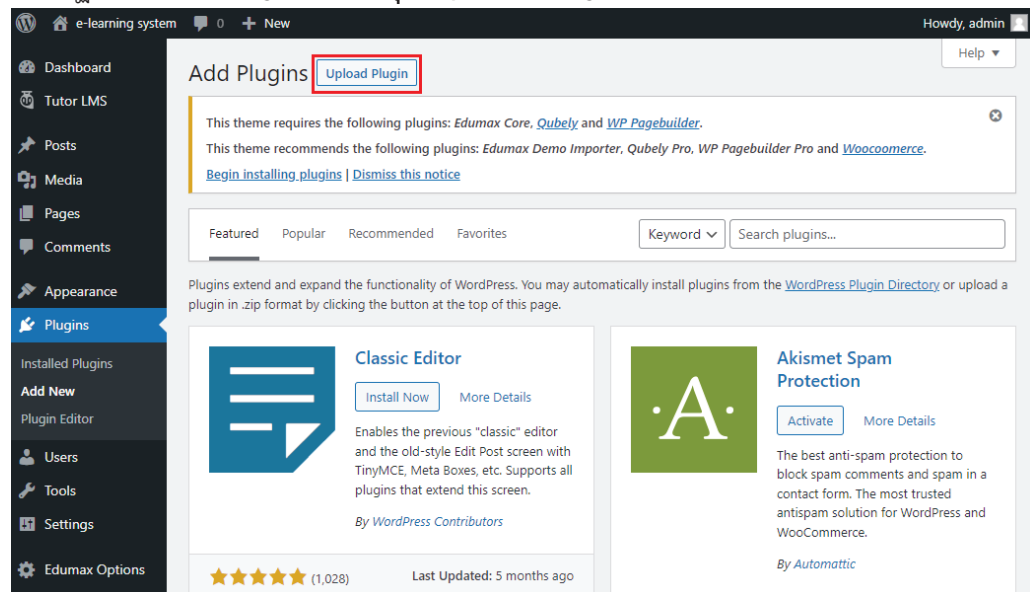 e-learning system 0 + New Howdy, admin
Help ▼
Dashboard
Tutor LMS
Posts
Media
Pages
Comments
Appearance
Plugins
Installed Plugins
Add New
Plugin Editor
Users
Tools
Settings
Edumax Options
Add Plugins Upload Plugin
This theme requires the following plugins: Edumax Core, Qubely and WP Pagebuilder.
This theme recommends the following plugins: Edumax Demo Importer, Qubely Pro, WP Pagebuilder Pro and Woocoomerce.
Begin installing plugins | Dismiss this notice
Featured Popular Recommended Favorites Keyword Search plugins...
Plugins extend and expand the functionality of WordPress. You may automatically install plugins from the WordPress Plugin Directory or upload a
plugin in .zip format by clicking the button at the top of this page.
Classic Editor
Install Now More Details
Enables the previous "classic" editor
and the old-style Edit Post screen with
TinyMCE, Meta Boxes, etc. Supports all
plugins that extend this screen.
By WordPress Contributors
(1,028) Last Updated: 5 months ago
·A·
Akismet Spam
Protection
Activate More Details
The best anti-spam protection to
block spam comments and spam in a
contact form. The most trusted
antispam solution for WordPress and
WooCommerce.
By Automattic